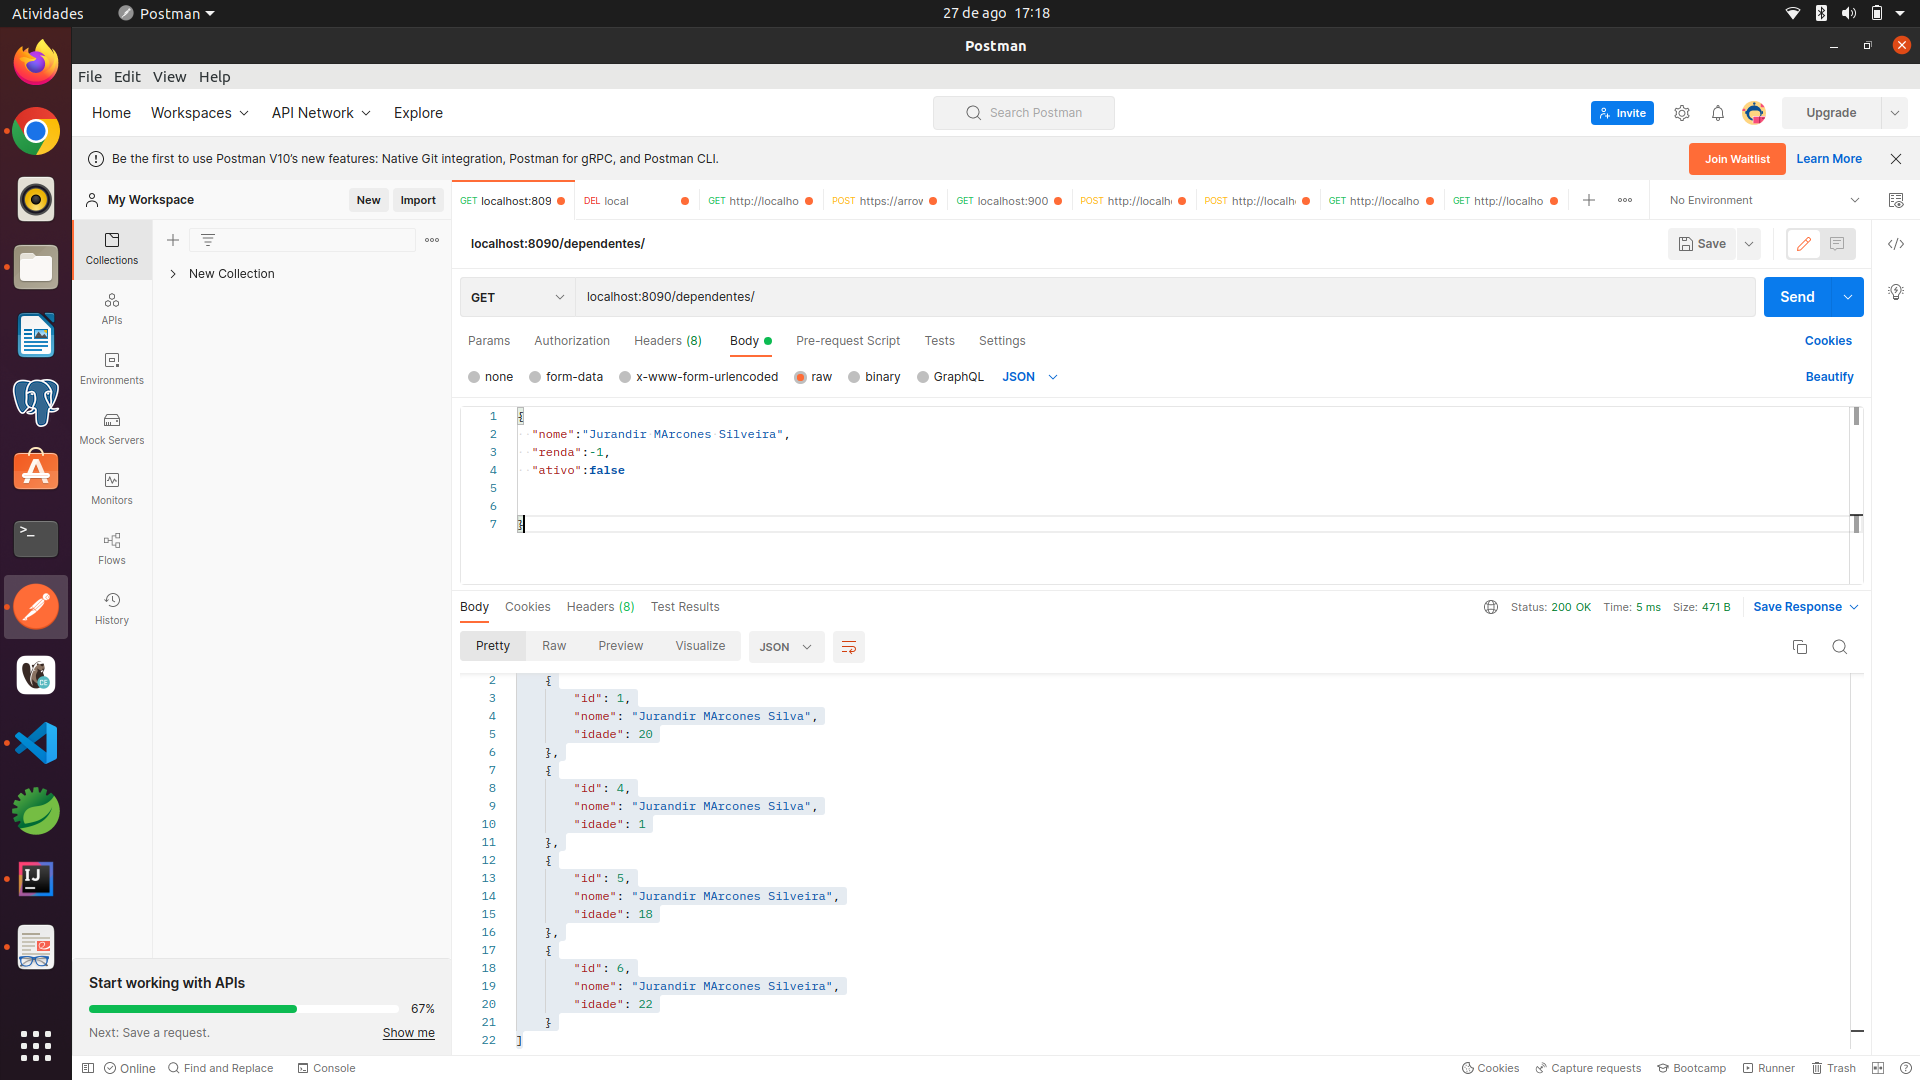 Atividades
Postman
27 de ago 17:18
Postman
File Edit View Help
Home Workspaces API Network Explore
Search Postman
Invite
Upgrade
Be the first to use Postman V10's new features: Native Git integration, Postman for gRPC, and Postman CLI.
Join Waitlist
Learn More
My Workspace
New
Import
GET localhost:809
DEL local
GET http://localho
POST https://arrow
GET localhost:900
POST http://localh
POST http://localh
GET http://localho
GET http://localho
No Environment
Collections
APIs
Environments
Mock Servers
Monitors
Flows
History
New Collection
localhost:8090/dependentes/
Save
GET
localhost:8090/dependentes/
Send
Params Authorization Headers (8) Body Pre-request Script Tests Settings
Cookies
none form-data x-www-form-urlencoded raw binary GraphQL JSON
Beautify
1 {
2 "nome":"Jurandir MArcones Silveira",
3 "renda":-1,
4 "ativo":false
5
6
7 }
Body Cookies Headers (8) Test Results
Status: 200 OK Time: 5 ms Size: 471 B
Save Response
Pretty Raw Preview Visualize JSON
2 {
3 "id": 1,
4 "nome": "Jurandir MArcones Silva",
5 "idade": 20
6 },
7 {
8 "id": 4,
9 "nome": "Jurandir MArcones Silva",
10 "idade": 1
11 },
12 {
13 "id": 5,
14 "nome": "Jurandir MArcones Silveira",
15 "idade": 18
16 },
17 {
18 "id": 6,
19 "nome": "Jurandir MArcones Silveira",
20 "idade": 22
21 }
22 ]
Start working with APIs
67%
Next: Save a request.
Show me
Online
Find and Replace
Console
Cookies
Capture requests
Bootcamp
Runner
Trash